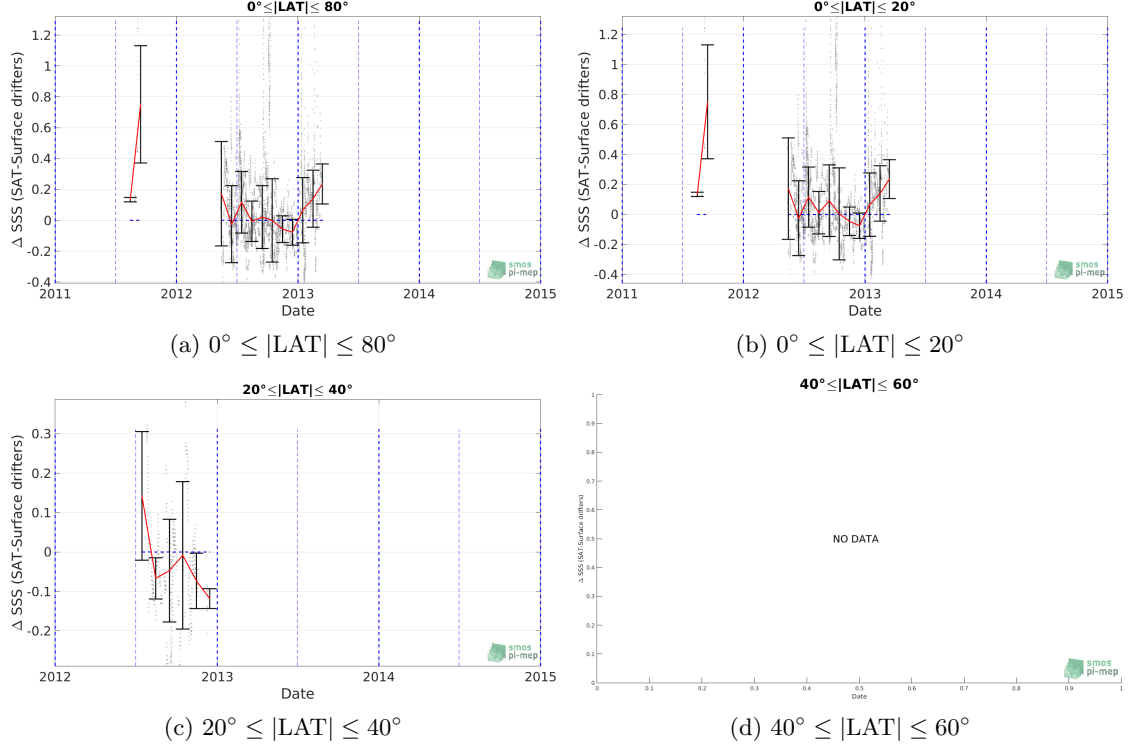 0°≤|LAT|≤ 80°
0°≤|LAT|≤ 20°
Δ SSS (SAT-Surface drifters)
1.2
1
0.8
0.6
0.4
0.2
0
-0.2
-0.4
2011
2012
2013
2014
2015
Date
smos
pi-mep
Δ SSS (SAT-Surface drifters)
1.2
1
0.8
0.6
0.4
0.2
0
-0.2
-0.4
2011
2012
2013
2014
2015
Date
smos
pi-mep
(a) 0° ≤ |LAT| ≤ 80°
(b) 0° ≤ |LAT| ≤ 20°
20°≤|LAT|≤ 40°
Δ SSS (SAT-Surface drifters)
0.3
0.2
0.1
0
-0.1
-0.2
2012
2013
2014
2015
Date
smos
pi-mep
40°≤|LAT|≤ 60°
Δ SSS (SAT-Surface drifters)
1
0.9
0.8
0.7
0.6
0.5
0.4
0.3
0.2
0.1
0
NO DATA
0
0.1
0.2
0.3
0.4
0.5
0.6
0.7
0.8
0.9
1
Date
smos
pi-mep
(c) 20° ≤ |LAT| ≤ 40°
(d) 40° ≤ |LAT| ≤ 60°